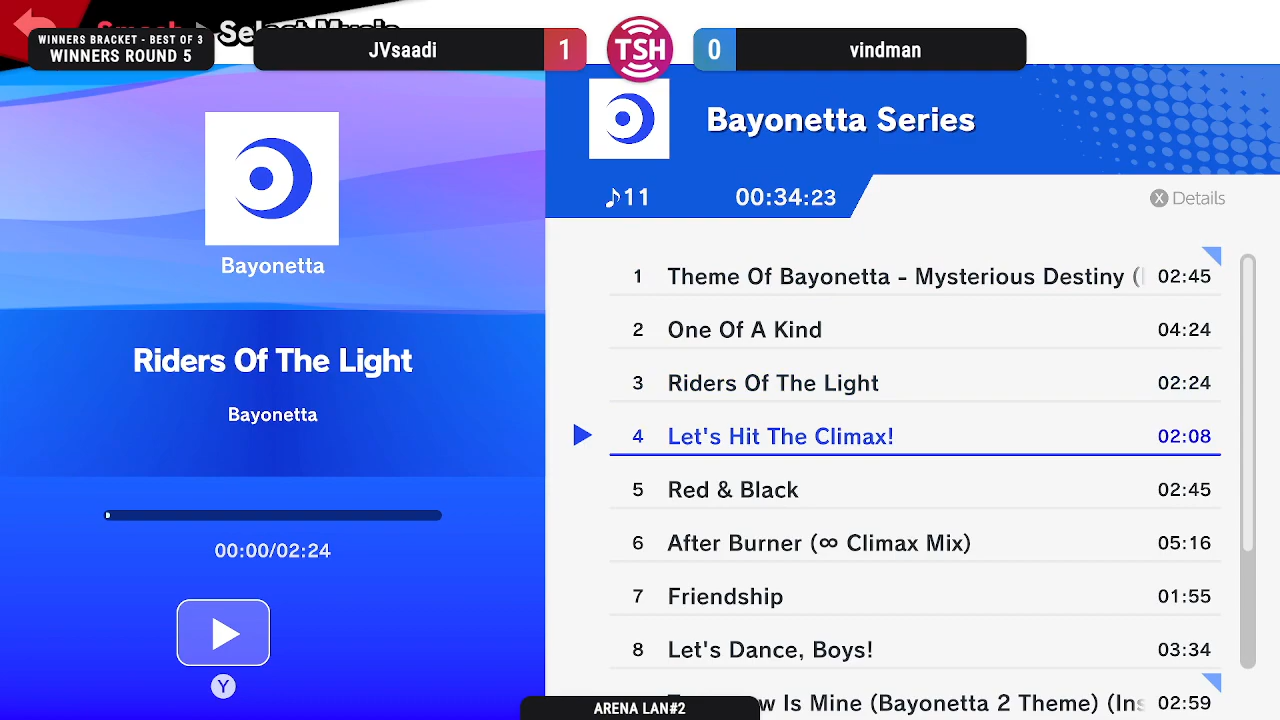 Select Music
WINNERS BRACKET - BEST OF 3
WINNERS ROUND 5
JVsaadi
1
TSH
0
vindman
Bayonetta
Riders Of The Light
Bayonetta
00:00/02:24
Y
Bayonetta Series
♪11
00:34:23
X Details
1 Theme Of Bayonetta - Mysterious Destiny ( 02:45
2 One Of A Kind 04:24
3 Riders Of The Light 02:24
4 Let's Hit The Climax! 02:08
5 Red & Black 02:45
6 After Burner (∞ Climax Mix) 05:16
7 Friendship 01:55
8 Let's Dance, Boys! 03:34
Is Mine (Bayonetta 2 Theme) (Ins 02:59
ARENA LAN#2